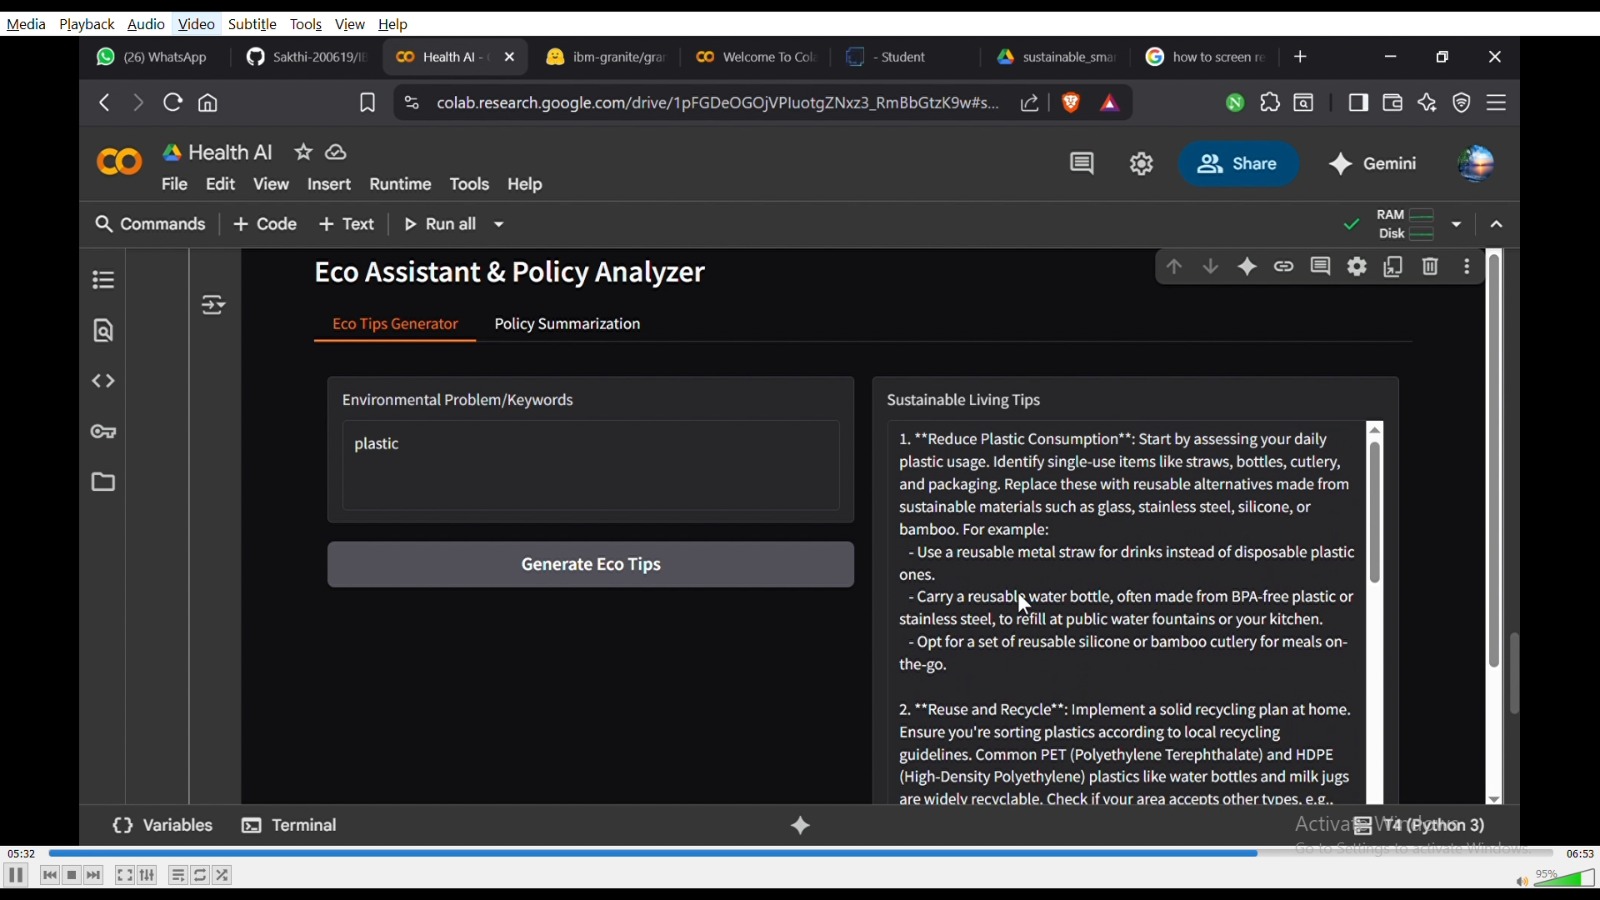 Media Playback Audio Video Subtitle Tools View Help
(26) WhatsApp
Sakthi-200619/IB
Health AI -
ibm-granite/gran
Welcome To Cola
- Student
sustainable_smar
how to screen re
colab.research.google.com/drive/1pFGDeOGOjVPluotgZNxz3_RmBbGtzK9w#s...
Health AI
Share
Gemini
File Edit View Insert Runtime Tools Help
Commands + Code + Text Run all
RAM
Disk
Eco Assistant & Policy Analyzer
Eco Tips Generator Policy Summarization
Environmental Problem/Keywords
plastic
Generate Eco Tips
Sustainable Living Tips
1. **Reduce Plastic Consumption**: Start by assessing your daily
plastic usage. Identify single-use items like straws, bottles, cutlery,
and packaging. Replace these with reusable alternatives made from
sustainable materials such as glass, stainless steel, silicone, or
bamboo. For example:
- Use a reusable metal straw for drinks instead of disposable plastic
ones.
- Carry a reusable water bottle, often made from BPA-free plastic or
stainless steel, to refill at public water fountains or your kitchen.
- Opt for a set of reusable silicone or bamboo cutlery for meals on-
the-go.
2. **Reuse and Recycle**: Implement a solid recycling plan at home.
Ensure you're sorting plastics according to local recycling
guidelines. Common PET (Polyethylene Terephthalate) and HDPE
(High-Density Polyethylene) plastics like water bottles and milk jugs
are widely recyclable. Check if your area accepts other types, e.g.,
Variables Terminal
Activate Windows
T4 (Python 3)
Go to Settings to activate Windows.
05:32
06:53
95%